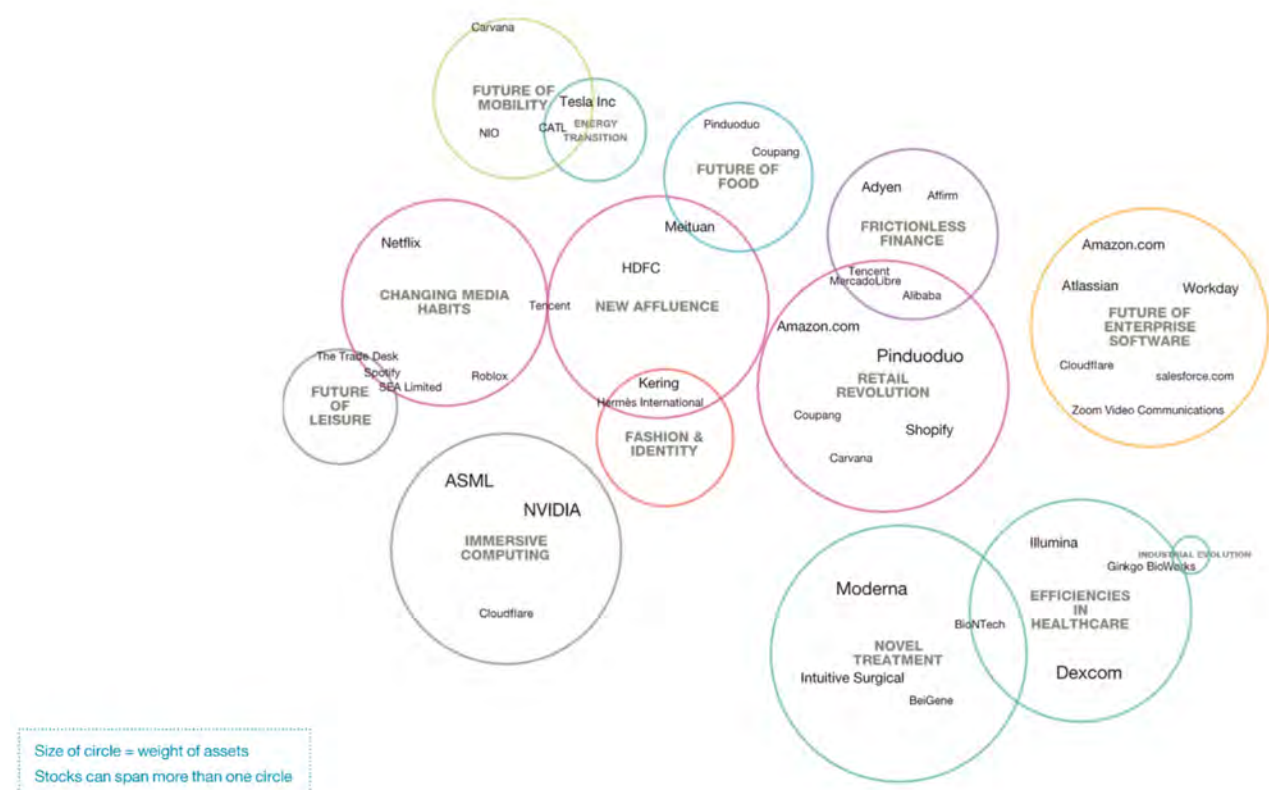 Carvana
FUTURE OF
MOBILITY
Tesla Inc
NIO
CATL
ENERGY
TRANSITION
Pinduoduo
Coupang
FUTURE OF
FOOD
Meituan
Adyen
Affirm
FRICTIONLESS
FINANCE
Tencent
MercadoLibre
Alibaba
Netflix
CHANGING MEDIA
HABITS
Tencent
HDFC
NEW AFFLUENCE
Amazon.com
Atlassian
Workday
FUTURE OF
ENTERPRISE
SOFTWARE
Cloudflare
salesforce.com
Zoom Video Communications
The Trade Desk
Spotify
SEA Limited
Roblox
FUTURE
OF
LEISURE
Kering
Hermès International
FASHION &
IDENTITY
Amazon.com
Pinduoduo
RETAIL
REVOLUTION
Coupang
Shopify
Carvana
ASML
NVIDIA
IMMERSIVE
COMPUTING
Cloudflare
Moderna
BioNTech
NOVEL
TREATMENT
Intuitive Surgical
BeiGene
Illumina
INDUSTRIAL EVOLUTION
Ginkgo BioWorks
EFFICIENCIES
IN
HEALTHCARE
Dexcom
Size of circle = weight of assets
Stocks can span more than one circle